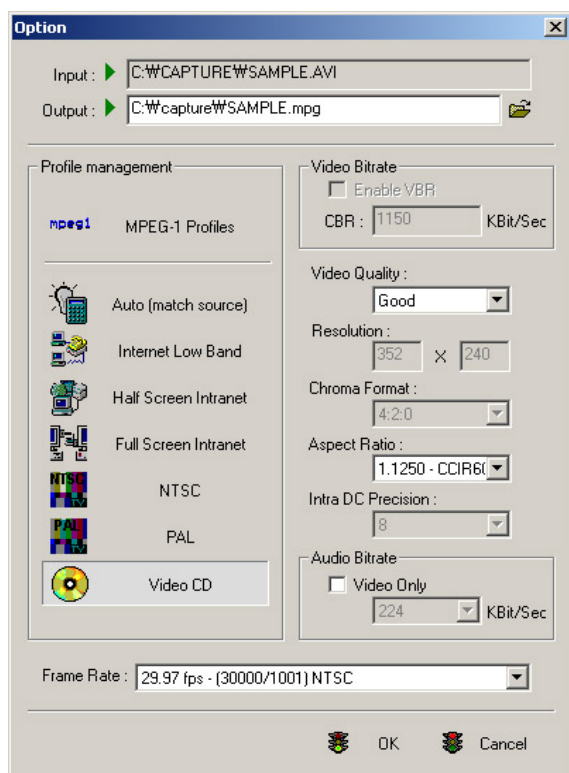 Option
Input :
C:₩CAPTURE₩SAMPLE.AVI
Output :
C:₩capture₩SAMPLE.mpg
Profile management
mpeg1
MPEG-1 Profiles
Auto (match source)
Internet Low Band
Half Screen Intranet
Full Screen Intranet
NTSC
TV
NTSC
PAL
TV
PAL
Video CD
Video Bitrate
Enable VBR
CBR :
1150
KBit/Sec
Video Quality :
Good
Resolution :
352 X 240
Chroma Format :
4:2:0
Aspect Ratio :
1.1250 - CCIR60
Intra DC Precision :
8
Audio Bitrate
Video Only
224
KBit/Sec
Frame Rate :
29.97 fps - (30000/1001) NTSC
OK
Cancel